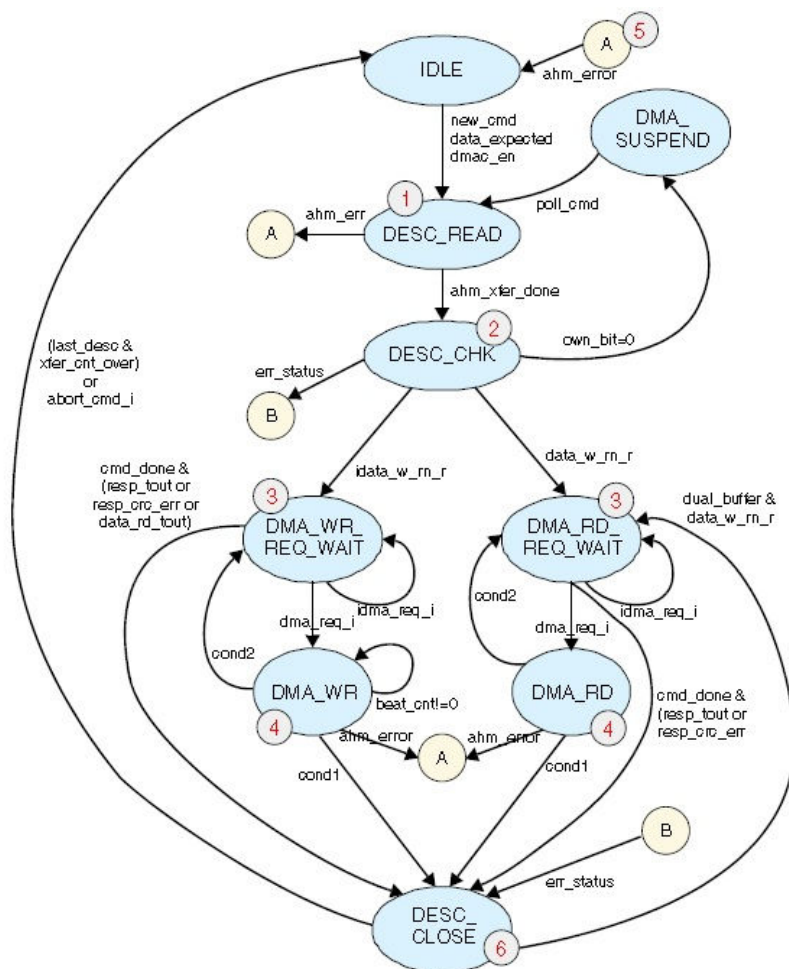 A
5
IDLE
ahm_error
new_cmd
data_expected
dmac_en
DMA_
SUSPEND
poll_cmd
1
ahm_err
A
DESC_READ
ahm_xfer_done
2
DESC_CHK
own_bit=0
(last_desc &
xfer_cnt_over)
or
abort_cmd_i
err_status
B
idata_w_rn_r
data_w_rn_r
cmd_done &
(resp_tout or
resp_crc_err or
data_rd_tout)
3
DMA_WR_
REQ_WAIT
3
DMA_RD_
REQ_WAIT
dual_buffer &
data_w_rn_r
idma_req_i
dma_req_i
cond2
cond2
idma_req_i
dma_req_i
DMA_WR
4
beat_cnt!=0
DMA_RD
4
cmd_done &
(resp_tout or
resp_crc_err
ahm_error
A
ahm_error
cond1
cond1
B
err_status
DESC_
CLOSE
6